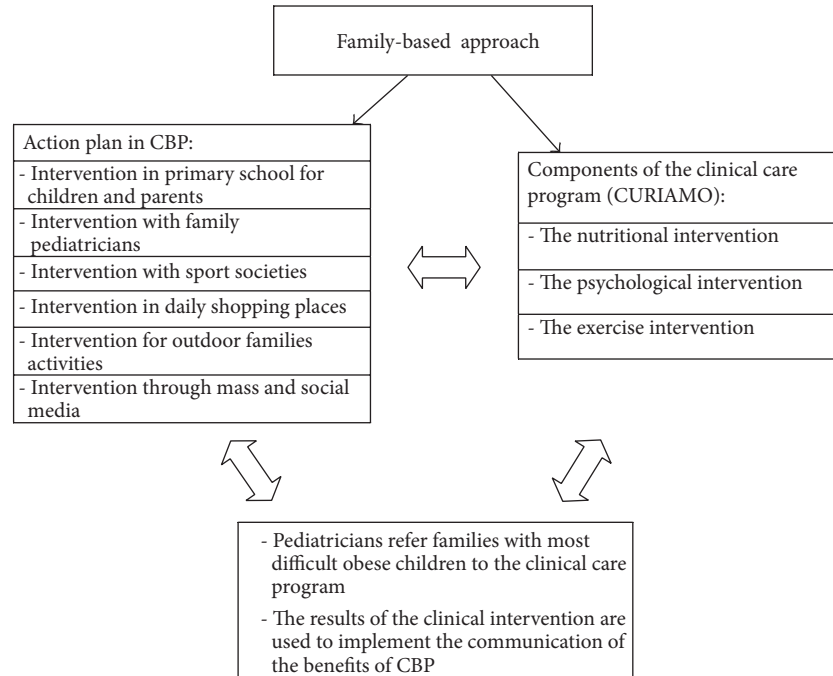 Family-based approach
Action plan in CBP:
- Intervention in primary school for
children and parents
- Intervention with family
pediatricians
- Intervention with sport societies
- Intervention in daily shopping places
- Intervention for outdoor families
activities
- Intervention through mass and social
media
Components of the clinical care
program (CURIAMO):
- The nutritional intervention
- The psychological intervention
- The exercise intervention
- Pediatricians refer families with most
difficult obese children to the clinical care
program
- The results of the clinical intervention are
used to implement the communication of
the benefits of CBP